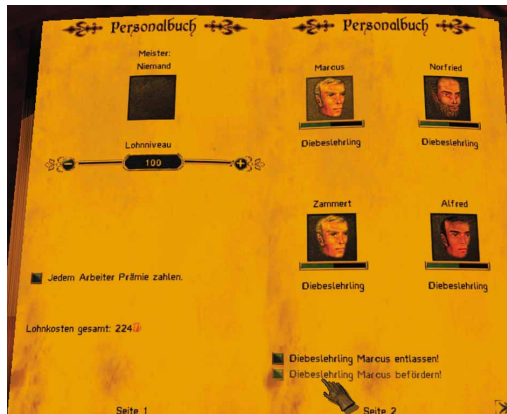 Personalbuch
Meister:
Niemand
Lohnniveau
100
Jedem Arbeiter Prämie zahlen.
Lohnkosten gesamt: 224
Seite 1
Personalbuch
Marcus
Norfried
Diebeslehrling
Diebeslehrling
Zammert
Alfred
Diebeslehrling
Diebeslehrling
Diebeslehrling Marcus entlassen!
Diebeslehrling Marcus befördern!
Seite 2